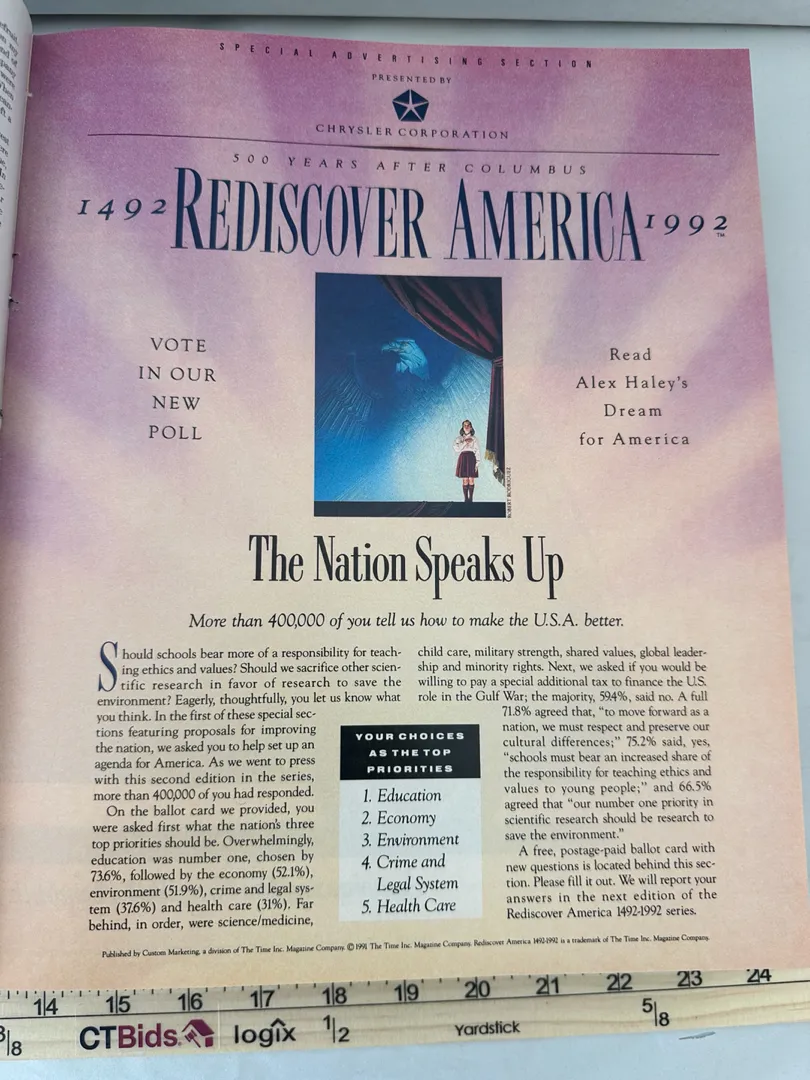 SPECIAL ADVERTISING SECTION
PRESENTED BY
CHRYSLER CORPORATION
500 YEARS AFTER COLUMBUS
1492 REDISCOVER AMERICA 1992 ™
VOTE
IN OUR
NEW
POLL
Read
Alex Haley's
Dream
for America
ROBERT RODRIGUEZ
The Nation Speaks Up
More than 400,000 of you tell us how to make the U.S.A. better.
Should schools bear more of a responsibility for teach-
ing ethics and values? Should we sacrifice other scien-
tific research in favor of research to save the
environment? Eagerly, thoughtfully, you let us know what
you think. In the first of these special sec-
tions featuring proposals for improving
the nation, we asked you to help set up an
agenda for America. As we went to press
with this second edition in the series,
more than 400,000 of you had responded.
On the ballot card we provided, you
were asked first what the nation's three
top priorities should be. Overwhelmingly,
education was number one, chosen by
73.6%, followed by the economy (52.1%),
environment (51.9%), crime and legal sys-
tem (37.6%) and health care (31%). Far
behind, in order, were science/medicine,
child care, military strength, shared values, global leader-
ship and minority rights. Next, we asked if you would be
willing to pay a special additional tax to finance the U.S.
role in the Gulf War; the majority, 59.4%, said no. A full
71.8% agreed that, "to move forward as a
nation, we must respect and preserve our
cultural differences;" 75.2% said, yes,
"schools must bear an increased share of
the responsibility for teaching ethics and
values to young people;" and 66.5%
agreed that "our number one priority in
scientific research should be research to
save the environment."
A free, postage-paid ballot card with
new questions is located behind this sec-
tion. Please fill it out. We will report your
answers in the next edition of the
Rediscover America 1492-1992 series.
YOUR CHOICES
AS THE TOP
PRIORITIES
1. Education
2. Economy
3. Environment
4. Crime and
Legal System
5. Health Care
Published by Custom Marketing, a division of The Time Inc. Magazine Company. © 1991 The Time Inc. Magazine Company. Rediscover America 1492-1992 is a trademark of The Time Inc. Magazine Company.
14 15 16 17 18 19 20 21 22 23 24
3/8 CTBids logix 1/2 Yardstick 5/8